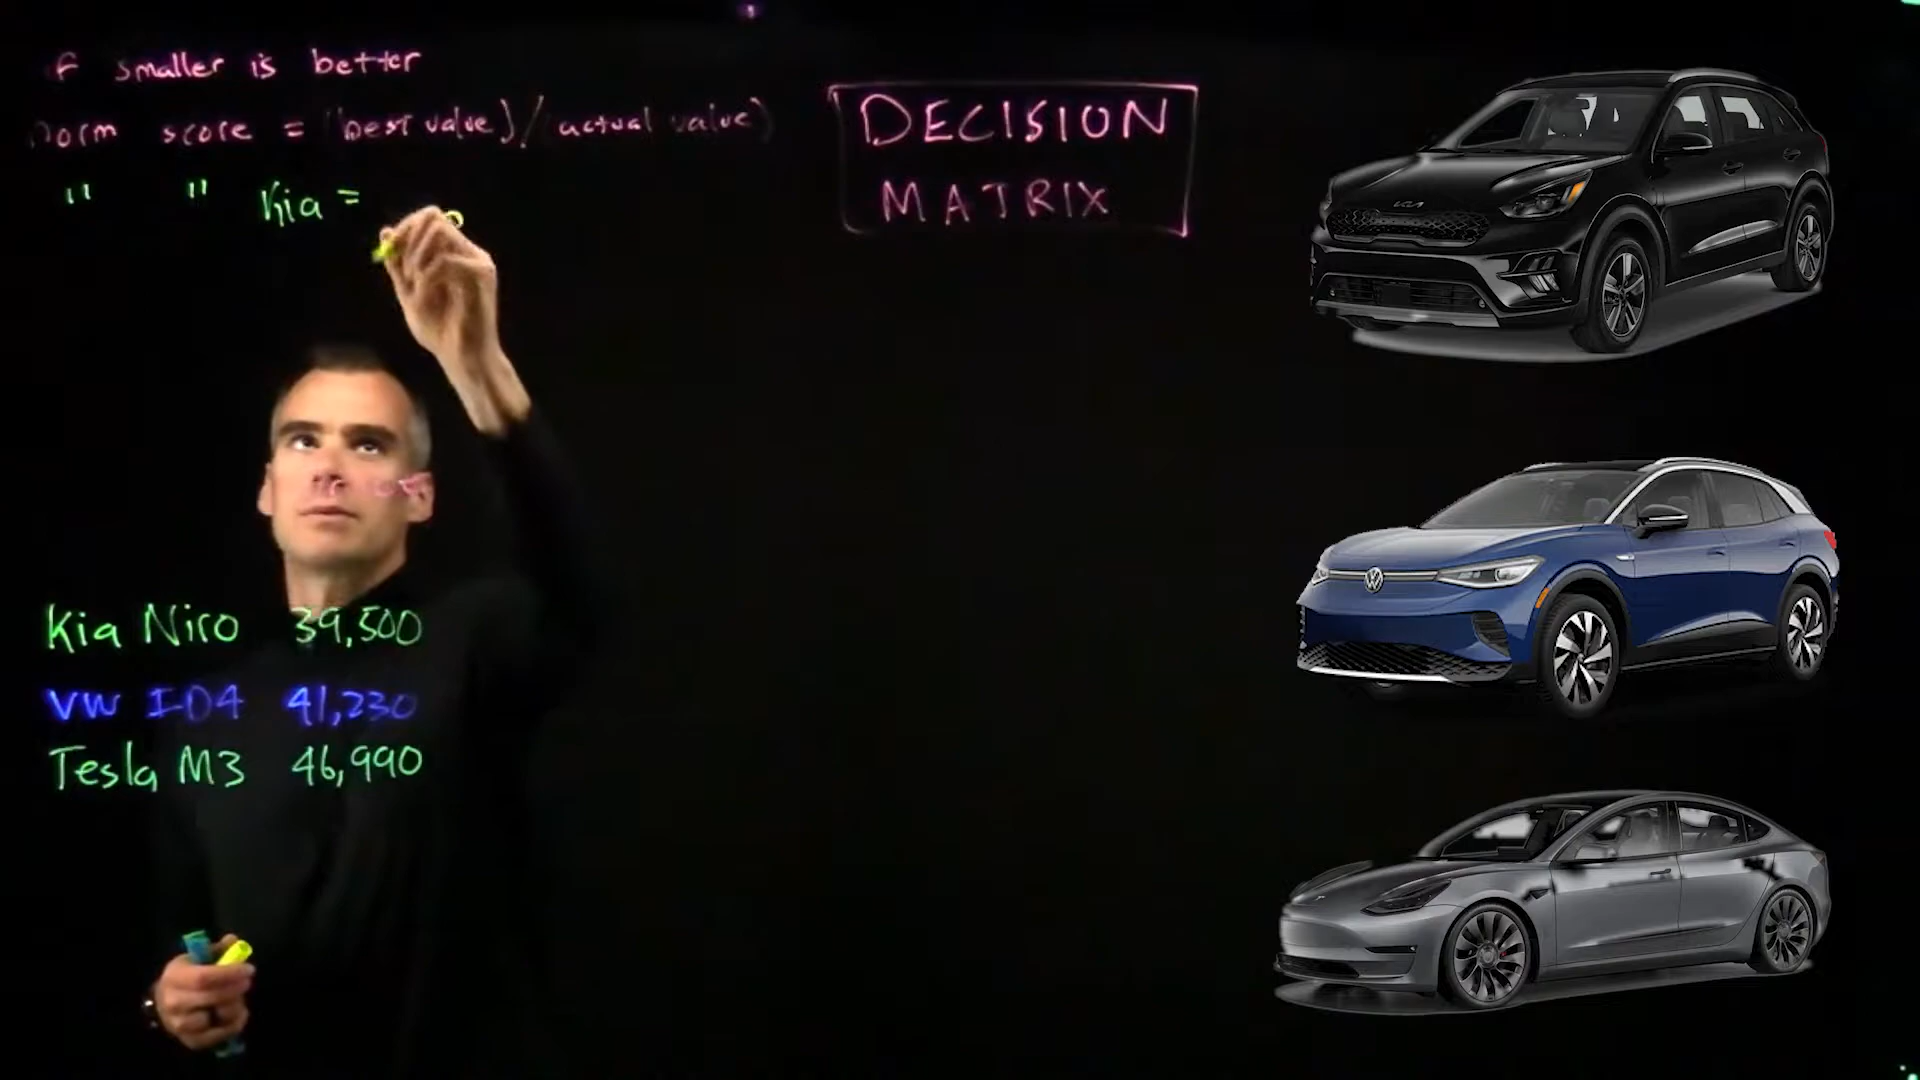 if smaller is better
norm score = (best value)/(actual value)
" " Kia =
DECISION
MATRIX
Kia Niro 39,500
VW ID4 41,230
Tesla M3 46,990